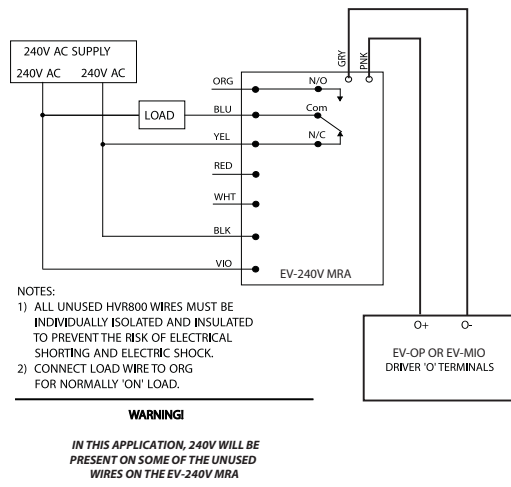 240V AC SUPPLY
240V AC 240V AC
LOAD
ORG
BLU
YEL
RED
WHT
BLK
VIO
N/O
Com
N/C
GRY
PNK
EV-240V MRA
O+ O-
EV-OP OR EV-MIO
DRIVER 'O' TERMINALS
NOTES:
1) ALL UNUSED HVR800 WIRES MUST BE
INDIVIDUALLY ISOLATED AND INSULATED
TO PREVENT THE RISK OF ELECTRICAL
SHORTING AND ELECTRIC SHOCK.
2) CONNECT LOAD WIRE TO ORG
FOR NORMALLY 'ON' LOAD.
WARNING!
IN THIS APPLICATION, 240V WILL BE
PRESENT ON SOME OF THE UNUSED
WIRES ON THE EV-240V MRA